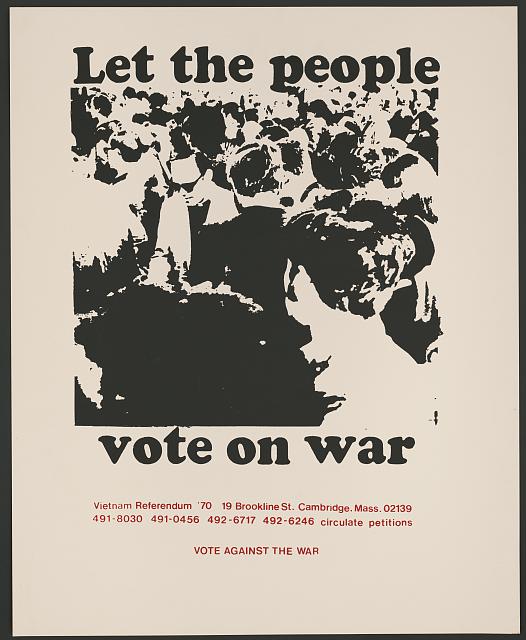 Let the people
vote on war
Vietnam Referendum '70 19 Brookline St. Cambridge. Mass. 02139
491-8030 491-0456 492-6717 492-6246 circulate petitions
VOTE AGAINST THE WAR